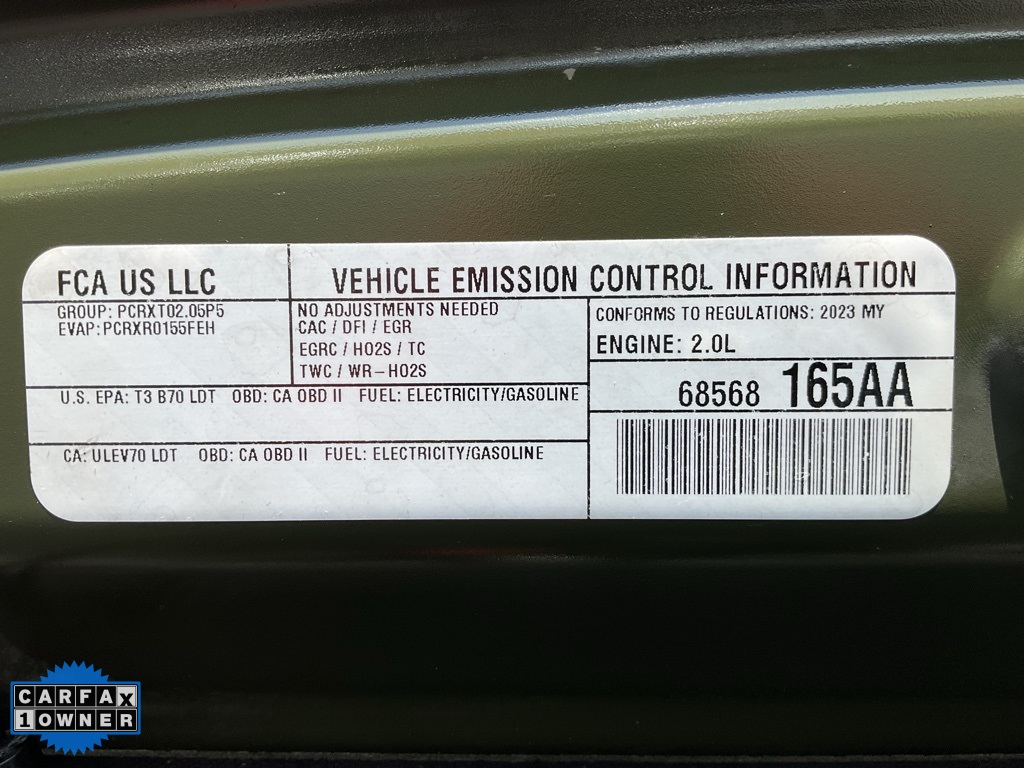 FCA US LLC
VEHICLE EMISSION CONTROL INFORMATION
GROUP: PCRXT02.05P5
EVAP: PCRXR0155FEH
NO ADJUSTMENTS NEEDED
CAC / DFI / EGR
EGRC / HO2S / TC
TWC / WR-HO2S
CONFORMS TO REGULATIONS: 2023 MY
ENGINE: 2.0L
68568 165AA
U.S. EPA: T3 B70 LDT OBD: CA OBD II FUEL: ELECTRICITY/GASOLINE
CA: ULEV70 LDT OBD: CA OBD II FUEL: ELECTRICITY/GASOLINE
CARFAX
1 OWNER